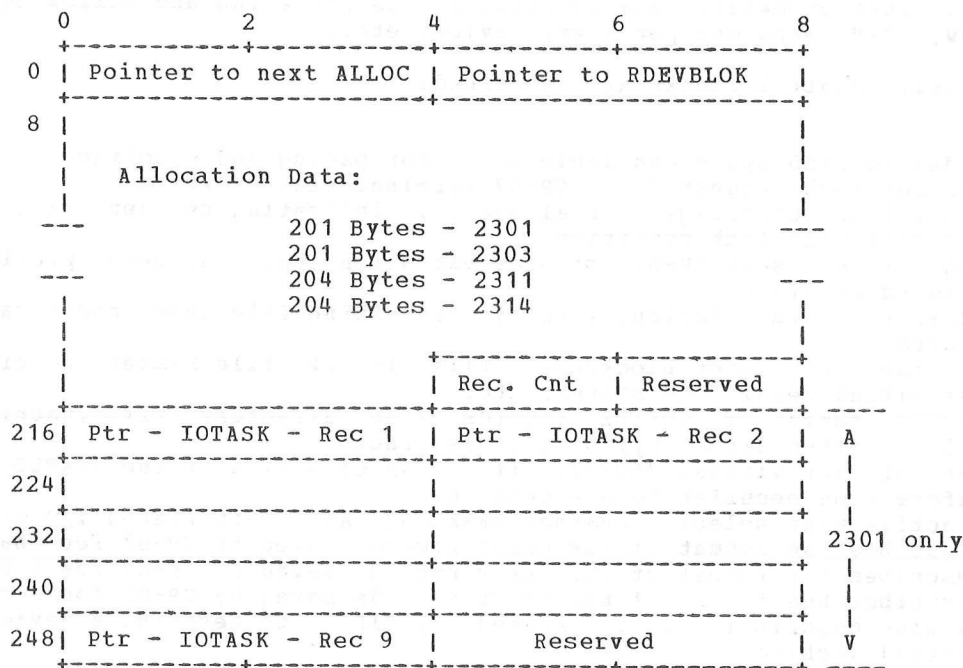 0 2 4 6 8
0 Pointer to next ALLOC Pointer to RDEVBLOK
8
Allocation Data:
201 Bytes - 2301
201 Bytes - 2303
204 Bytes - 2311
204 Bytes - 2314
Rec. Cnt Reserved
216 Ptr - IOTASK - Rec 1 Ptr - IOTASK - Rec 2 A
224
232 2301 only
240
248 Ptr - IOTASK - Rec 9 Reserved V